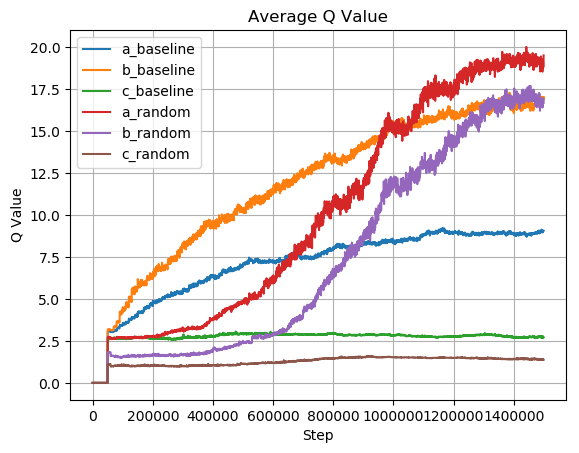 Average Q Value
a_baseline
b_baseline
c_baseline
a_random
b_random
c_random
20.0
17.5
15.0
12.5
10.0
7.5
5.0
2.5
0.0
Q Value
0 200000 400000 600000 800000 1000000 1200000 1400000
Step